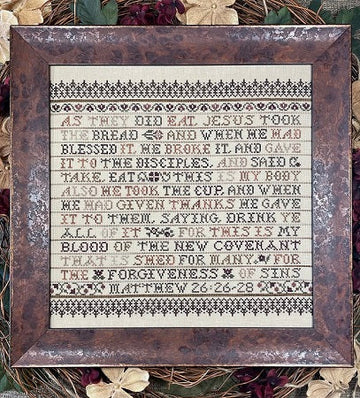 AS THEY DID EAT, JESUS TOOK
THE BREAD AND WHEN HE HAD
BLESSED IT, HE BROKE IT AND GAVE
IT TO THE DISCIPLES, AND SAID
TAKE, EAT THIS IS MY BODY
ALSO HE TOOK THE CUP, AND WHEN
HE HAD GIVEN THANKS HE GAVE
IT TO THEM, SAYING, DRINK YE
ALL OF IT FOR THIS IS MY
BLOOD OF THE NEW COVENANT
THAT IS SHED FOR MANY, FOR
THE FORGIVENESS OF SINS
MATTHEW 26:26-28